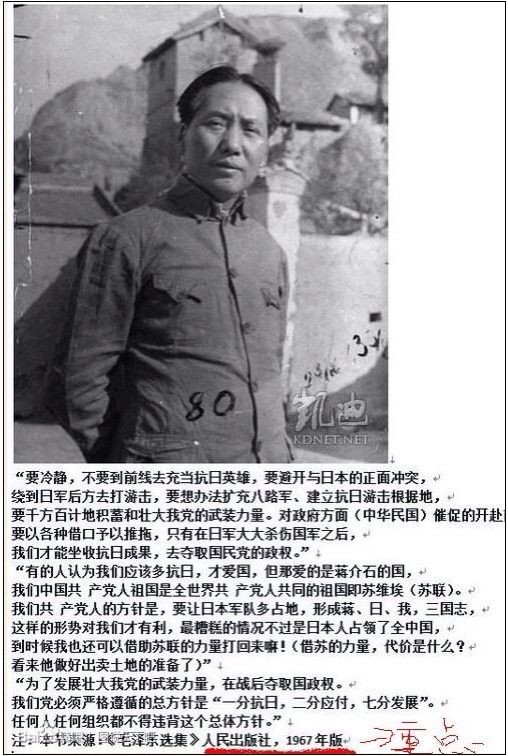 80
凯迪
KDNET.NET
“要冷静，不要到前线去充当抗日英雄，要避开与日本的正面冲突，
绕到日军后方去打游击，要想办法扩充八路军、建立抗日游击根据地，
要千方百计地积蓄和壮大我党的武装力量。对政府方面（中华民国）催促的开赴
要以各种借口予以推拖，只有在日军大大杀伤国军之后，
我们才能坐收抗日成果，去夺取国民党的政权。”
“有的人认为我们应该多抗日，才爱国，但那爱的是蒋介石的国，
我们中国共 产党人祖国是全世界共 产党人共同的祖国即苏维埃（苏联）。
我们共 产党人的方针是，要让日本军队多占地，形成蒋、日、我，三国志，
这样的形势对我们才有利，最糟糕的情况不过是日本人占领了全中国，
到时候我也还可以借助苏联的力量打回来嘛！（借苏的力量，代价是什么？
看来他做好出卖土地的准备了）”
“为了发展壮大我党的武装力量，在战后夺取国政权。
我们党必须严格遵循的总方针是“一分抗日，二分应付，七分发展”。
任何人任何组织都不得违背这个总体方针。”
注：本节来源:《毛泽东选集》人民出版社，1967年版
重点